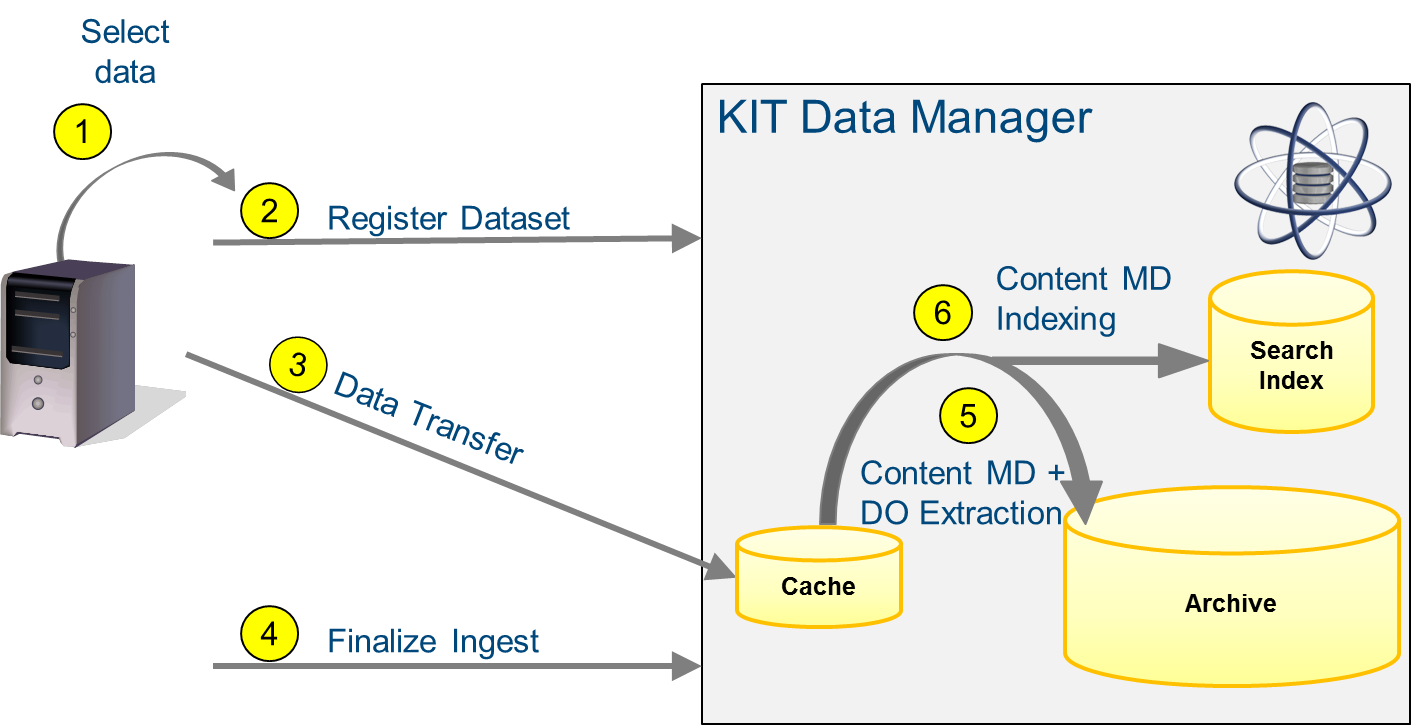 Select
data
1
KIT Data Manager
2
Register Dataset
3
Data Transfer
6
Content MD
Indexing
Search
Index
5
Content MD +
DO Extraction
Cache
Archive
4
Finalize Ingest